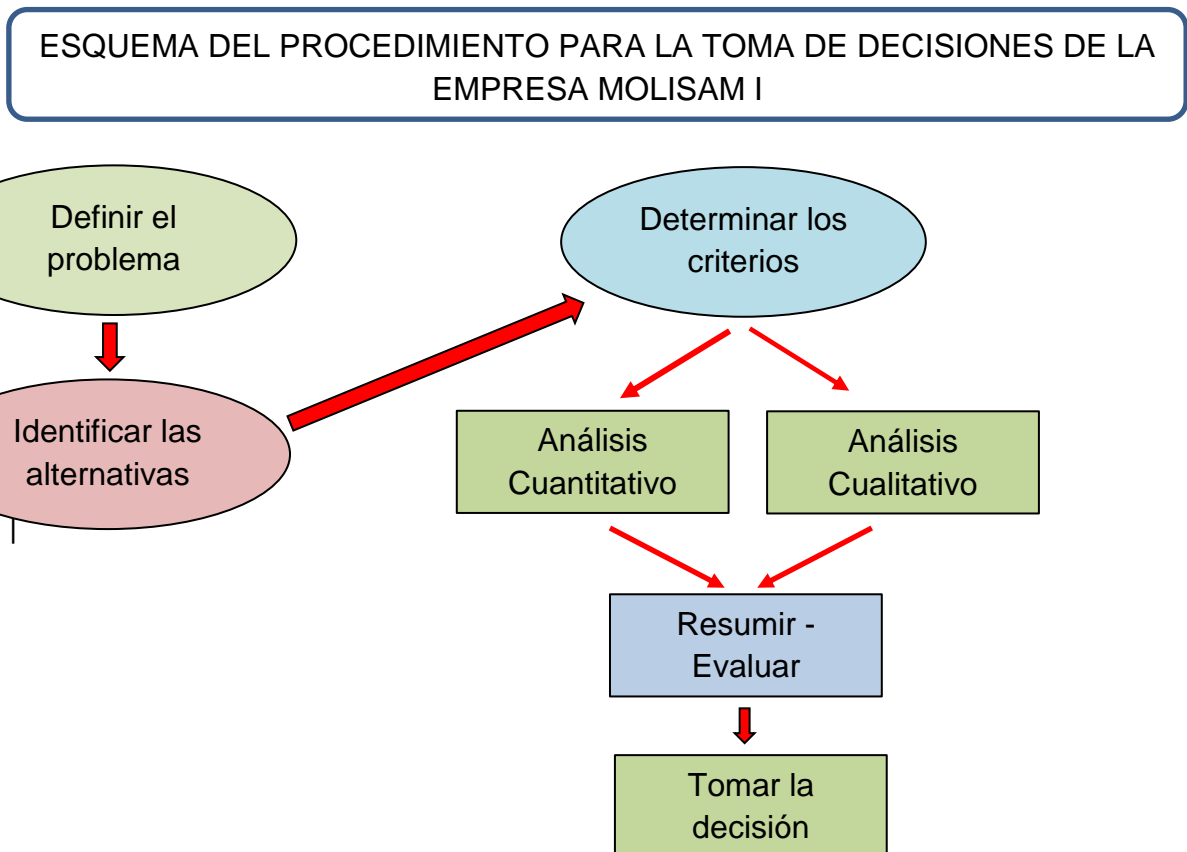 ESQUEMA DEL PROCEDIMIENTO PARA LA TOMA DE DECISIONES DE LA
EMPRESA MOLISAM I
Definir el
problema
Identificar las
alternativas
Determinar los
criterios
Análisis
Cuantitativo
Análisis
Cualitativo
Resumir -
Evaluar
Tomar la
decisión